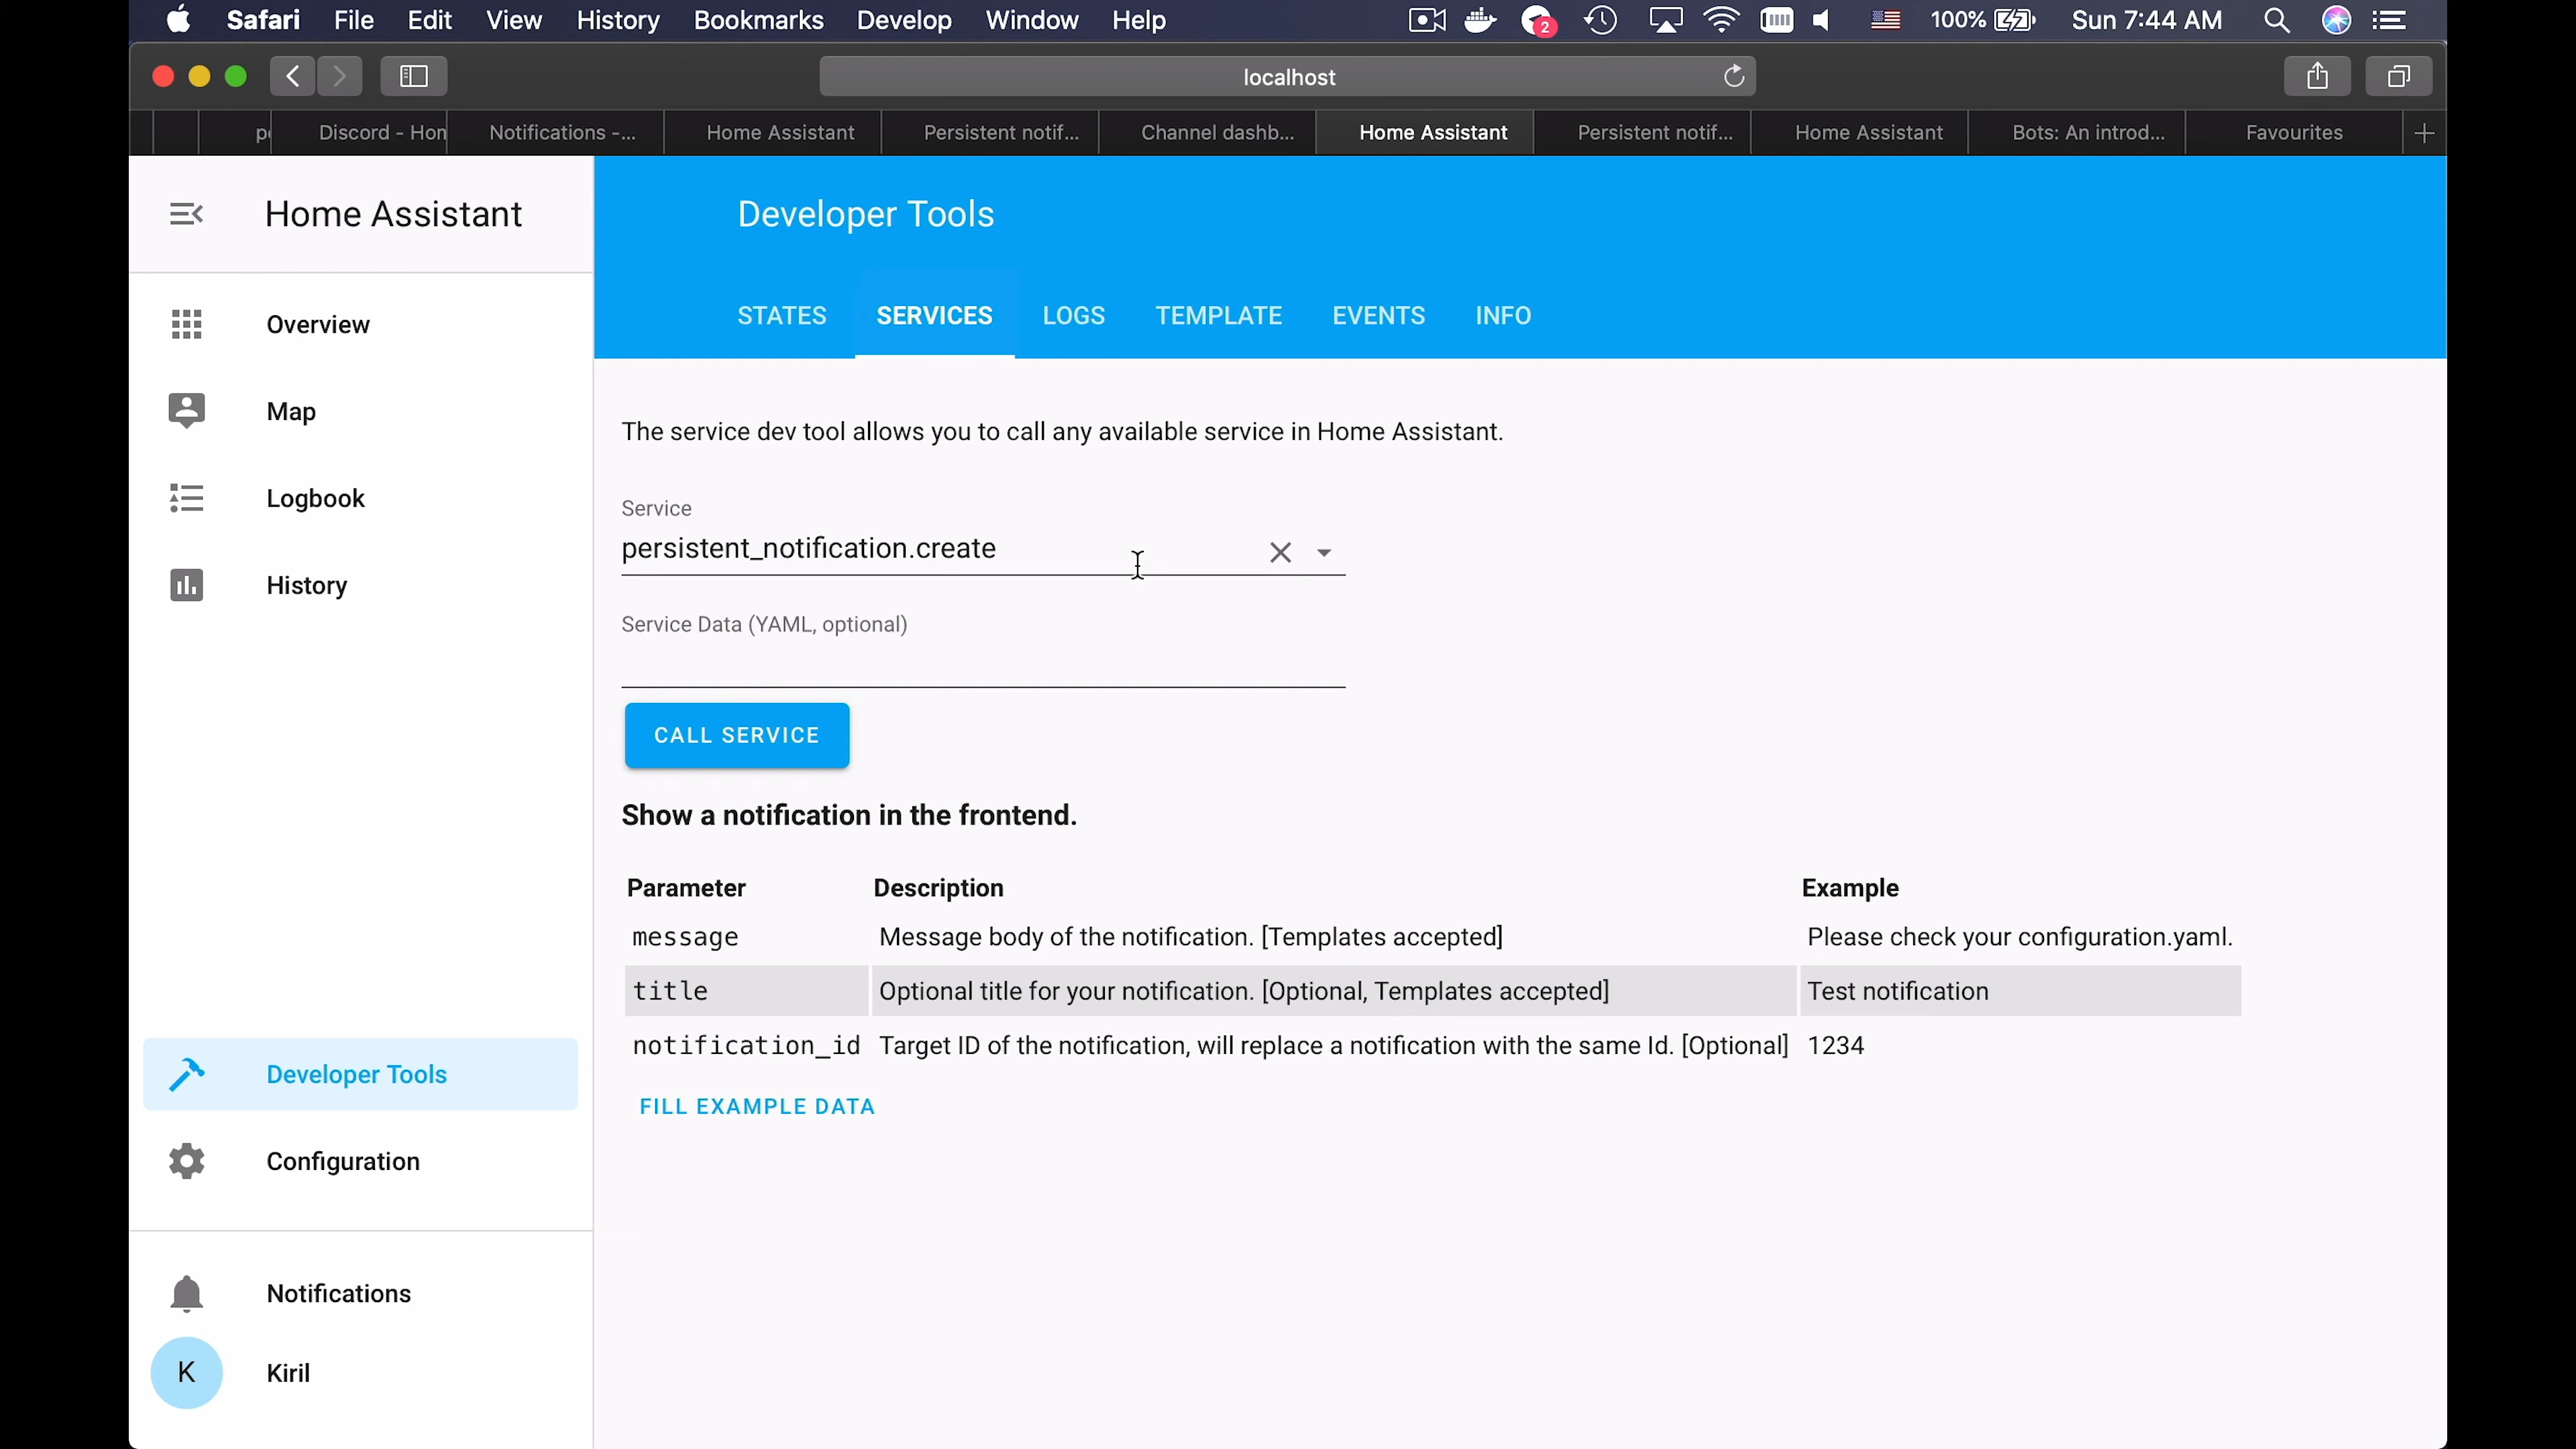 Safari File Edit View History Bookmarks Develop Window Help 2 100% Sun 7:44 AM
localhost
Discord - Hon Notifications -... Home Assistant Persistent notif... Channel dashb... Home Assistant Persistent notif... Home Assistant Bots: An introd... Favourites
Home Assistant
Overview
Map
Logbook
History
Developer Tools
Configuration
Notifications
K Kiril
Developer Tools
STATES SERVICES LOGS TEMPLATE EVENTS INFO
The service dev tool allows you to call any available service in Home Assistant.
Service
persistent_notification.create
Service Data (YAML, optional)
CALL SERVICE
Show a notification in the frontend.
Parameter Description Example
message Message body of the notification. [Templates accepted] Please check your configuration.yaml.
title Optional title for your notification. [Optional, Templates accepted] Test notification
notification_id Target ID of the notification, will replace a notification with the same Id. [Optional] 1234
FILL EXAMPLE DATA